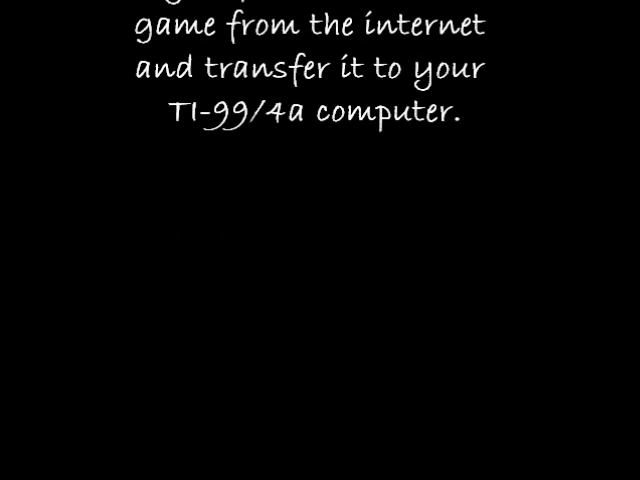 game from the internet
and transfer it to your
TI-99/4a computer.